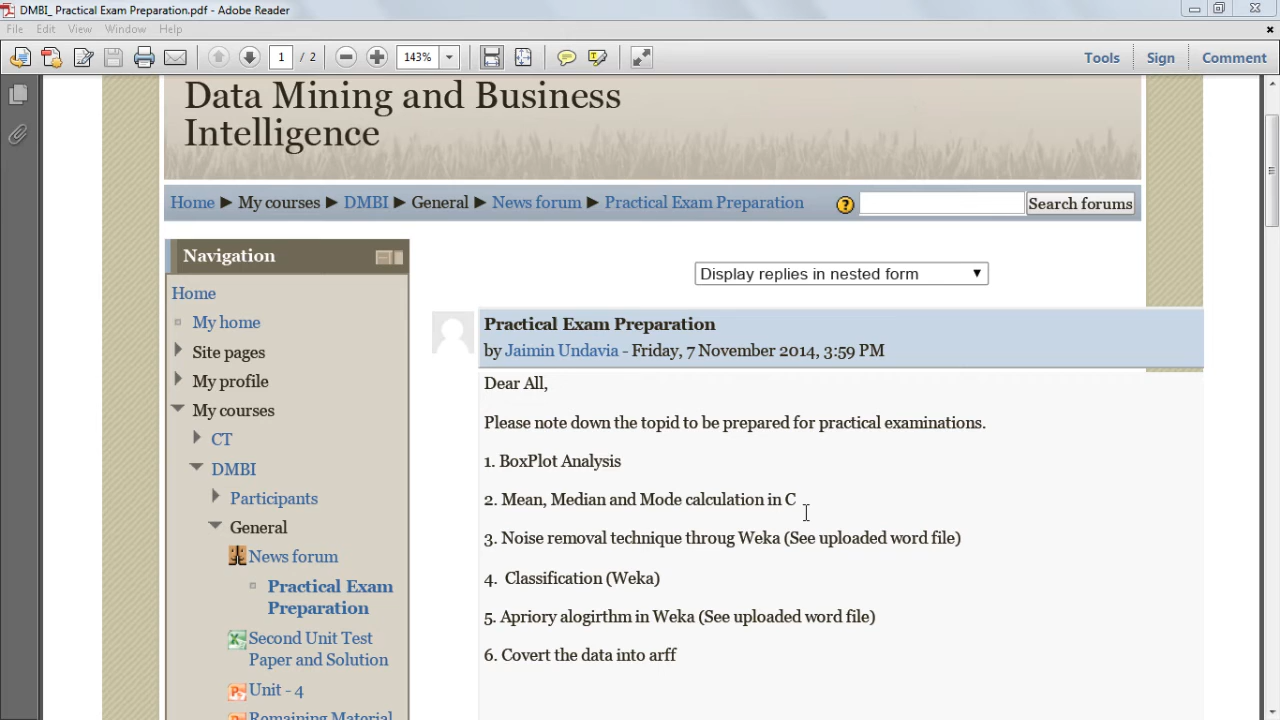 DMBI_ Practical Exam Preparation.pdf - Adobe Reader
File Edit View Window Help
1 / 2 143% Tools Sign Comment
Data Mining and Business
Intelligence
Home ► My courses ► DMBI ► General ► News forum ► Practical Exam Preparation ? Search forums
Navigation
Home
My home
Site pages
My profile
My courses
CT
DMBI
Participants
General
News forum
Practical Exam
Preparation
Second Unit Test
Paper and Solution
Unit - 4
Remaining Material
Display replies in nested form
Practical Exam Preparation
by Jaimin Undavia - Friday, 7 November 2014, 3:59 PM
Dear All,
Please note down the topid to be prepared for practical examinations.
1. BoxPlot Analysis
2. Mean, Median and Mode calculation in C
3. Noise removal technique throug Weka (See uploaded word file)
4. Classification (Weka)
5. Apriory alogirthm in Weka (See uploaded word file)
6. Covert the data into arff